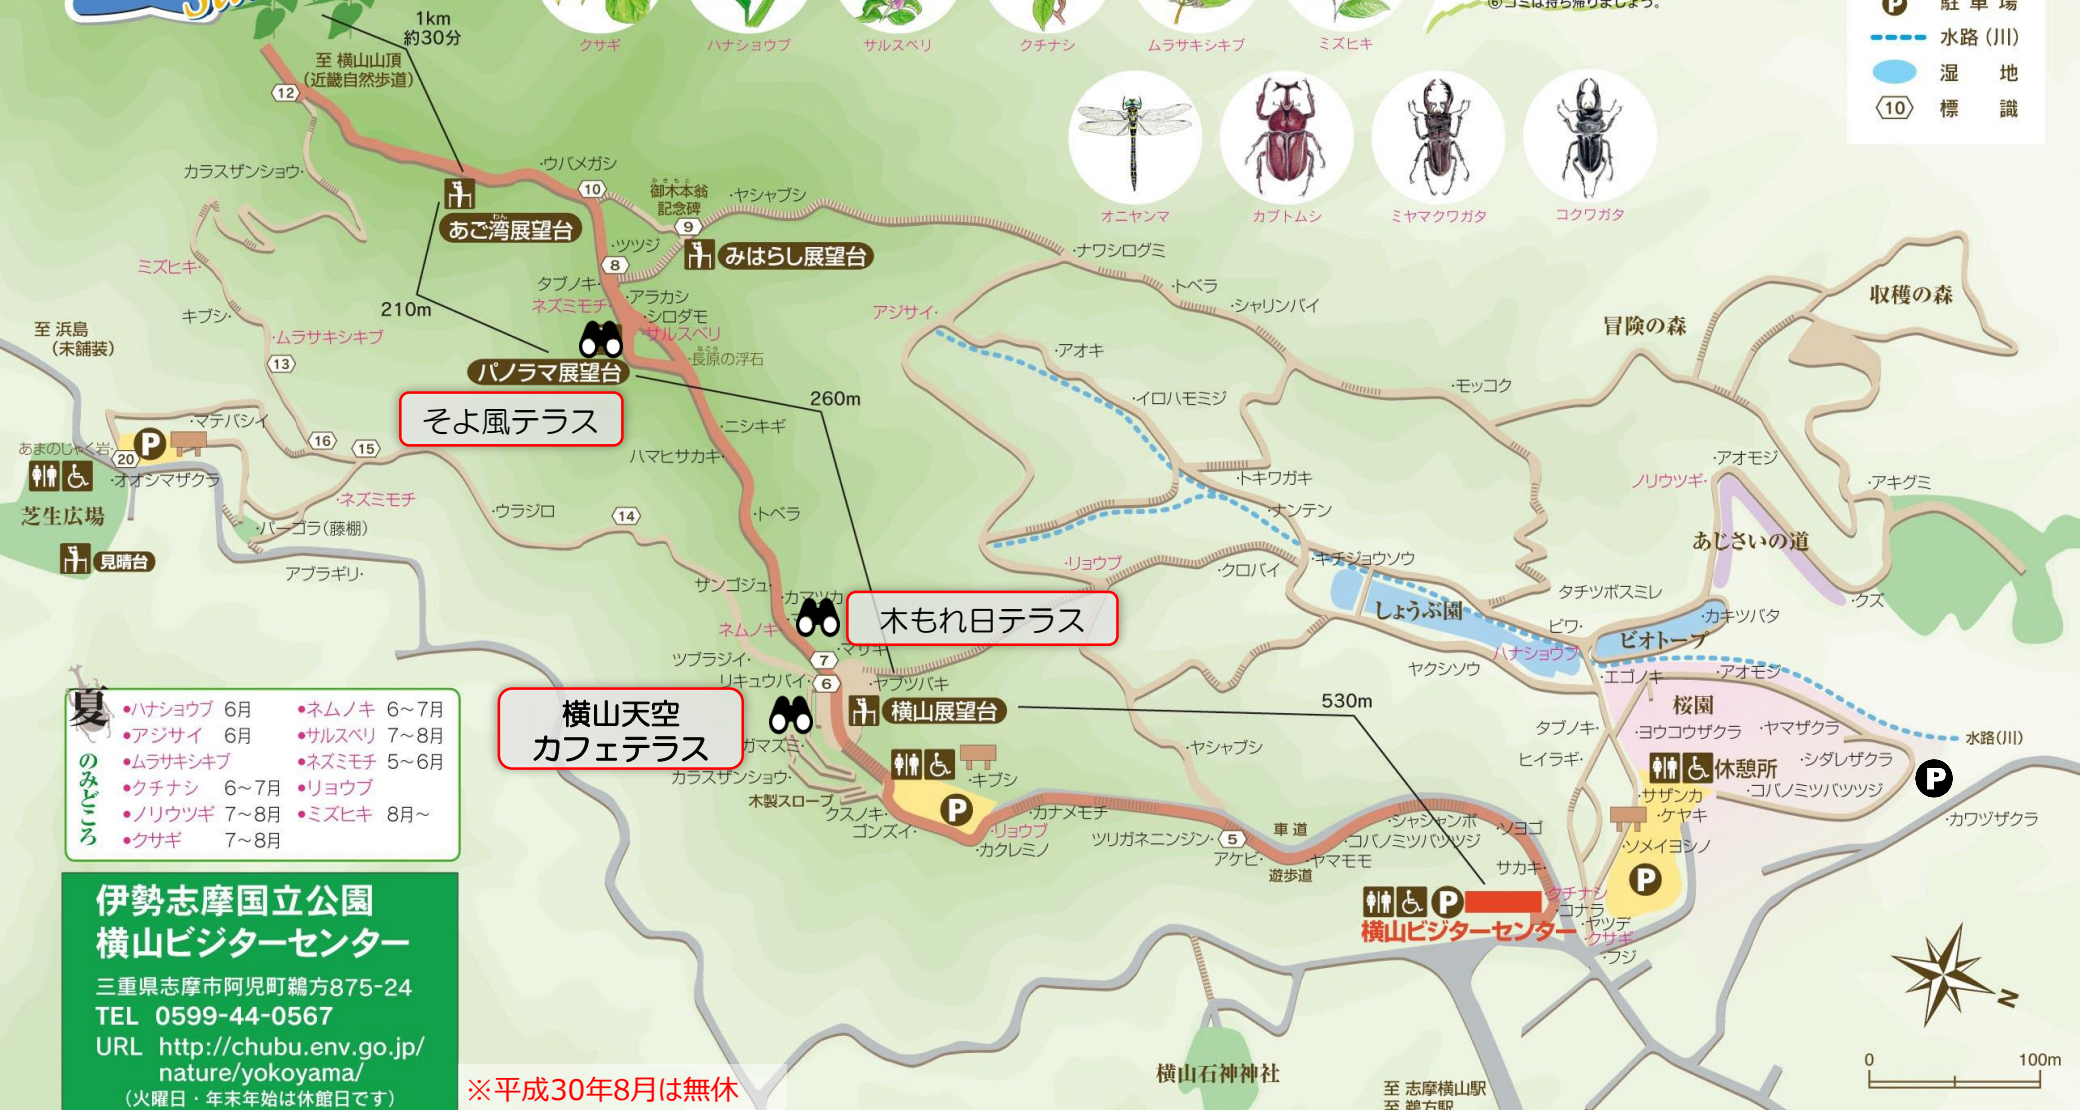 1km
約30分
至 横山山頂
(近畿自然歩道)
クサギ
ハナショウブ
サルスベリ
クチナシ
ムラサキシキブ
ミズヒキ
⑥ゴミは持ち帰りましょう。
P 駐車場
水路(川)
湿地
10 標識
オニヤンマ
カブトムシ
ミヤマクワガタ
コクワガタ
12
カラスザンショウ・
・ウバメガシ
10
みきもと
御木本翁
記念碑
・ヤシャブシ
9
わん
あご湾展望台
・ツツジ
みはらし展望台
8
・ナワシログミ
ミズヒキ・
タブノキ・
ネズミモチ・
・アラカシ
・シロダモ
・サルスベリ
・長原の浮石
210m
キブシ・
・ムラサキシキブ
至 浜島
(未舗装)
13
パノラマ展望台
そよ風テラス
260m
アジサイ・
・トベラ
・シャリンバイ
・アオキ
・イロハモミジ
・モッコク
冒険の森
収穫の森
・マテバシイ
あまのじゃく岩・
P
20
16
15
・オオシマザクラ
芝生広場
見晴台
・ネズミモチ
・パーゴラ(藤棚)
アブラギリ・
・ウラジロ
14
・ニシキギ
ハマヒサカキ・
・トベラ
・トキワガキ
・ナンテン
ノリウツギ・
・アオモジ
・アキグミ
あじさいの道
・クズ
・リョウブ
・クロバイ
・キチジョウソウ
しょうぶ園
タチツボスミレ
・カキツバタ
ビワ・
ビオトープ
ハナショウブ
ヤクシソウ
・エゴノキ
・アオモジ
サンゴジュ・
・カマツカ
木もれ日テラス
ネムノキ・
・マサキ
7
ツブラジイ・
リキュウバイ・
6
・ヤブツバキ
横山天空
カフェテラス
横山展望台
530m
ガマズミ・
カラスザンショウ・
木製スロープ
クスノキ・
ゴンズイ・
・キブシ
P
・リョウブ
・カクレミノ
・カナメモチ
・ヤシャブシ
ツリガネニンジン・
5
アケビ・
車道
遊歩道
・ヤマモモ
・コバノミツバツツジ
・シャシャンボ
・ソヨゴ
サカキ・
桜園
タブノキ・
・ヨウコウザクラ
・ヤマザクラ
水路(川)
ヒイラギ・
休憩所
・シダレザクラ
・コバノミツバツツジ
P
・サザンカ
・ケヤキ
・カワヅザクラ
・ソメイヨシノ
P
P
横山ビジターセンター
・クチナシ
・コナラ
・ヤツデ
・クサギ
・フジ
夏
のみどころ
●ハナショウブ 6月
●アジサイ 6月
●ムラサキシキブ
●クチナシ 6〜7月
●ノリウツギ 7〜8月
●クサギ 7〜8月
●ネムノキ 6〜7月
●サルスベリ 7〜8月
●ネズミモチ 5〜6月
●リョウブ
●ミズヒキ 8月〜
伊勢志摩国立公園
横山ビジターセンター
三重県志摩市阿児町鵜方875-24
TEL 0599-44-0567
URL http://chubu.env.go.jp/
nature/yokoyama/
(火曜日・年末年始は休館日です)
※平成30年8月は無休
横山石神神社
至 志摩横山駅
至 鵜方駅
N
0 100m